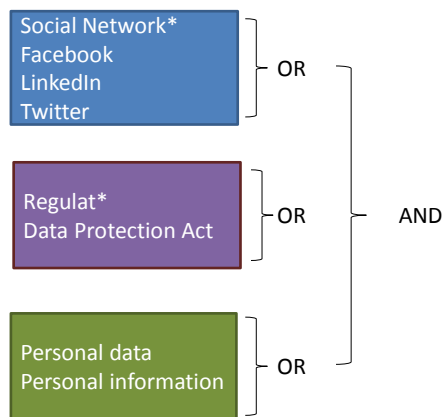 Social Network*
Facebook
LinkedIn
Twitter
OR
Regulat*
Data Protection Act
OR
AND
Personal data
Personal information
OR